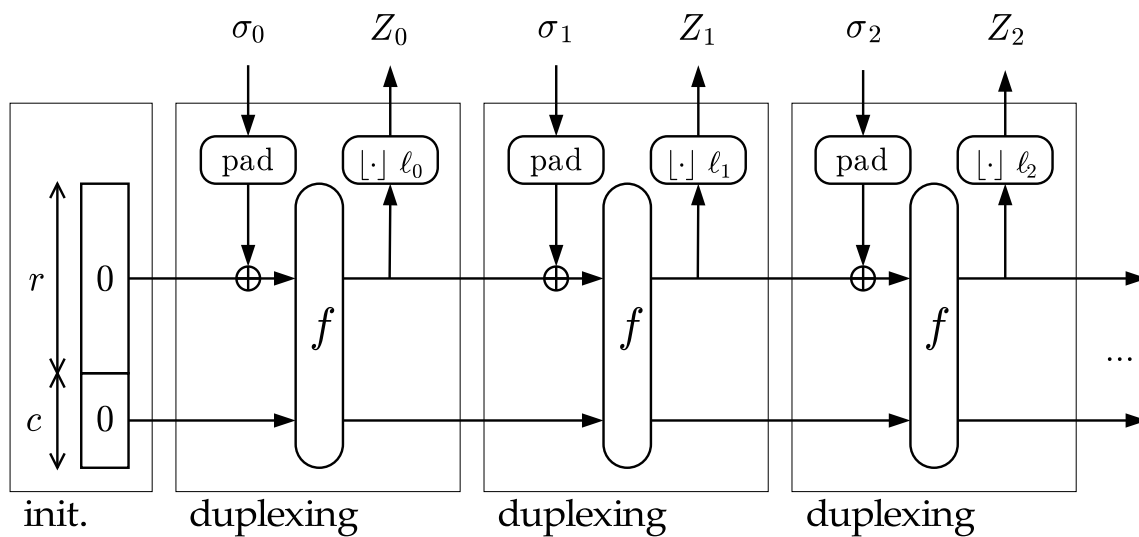 σ₀ Z₀ σ₁ Z₁ σ₂ Z₂
pad ⌊·⌋ ℓ₀ pad ⌊·⌋ ℓ₁ pad ⌊·⌋ ℓ₂
r 0
f f f
...
c 0
init. duplexing duplexing duplexing